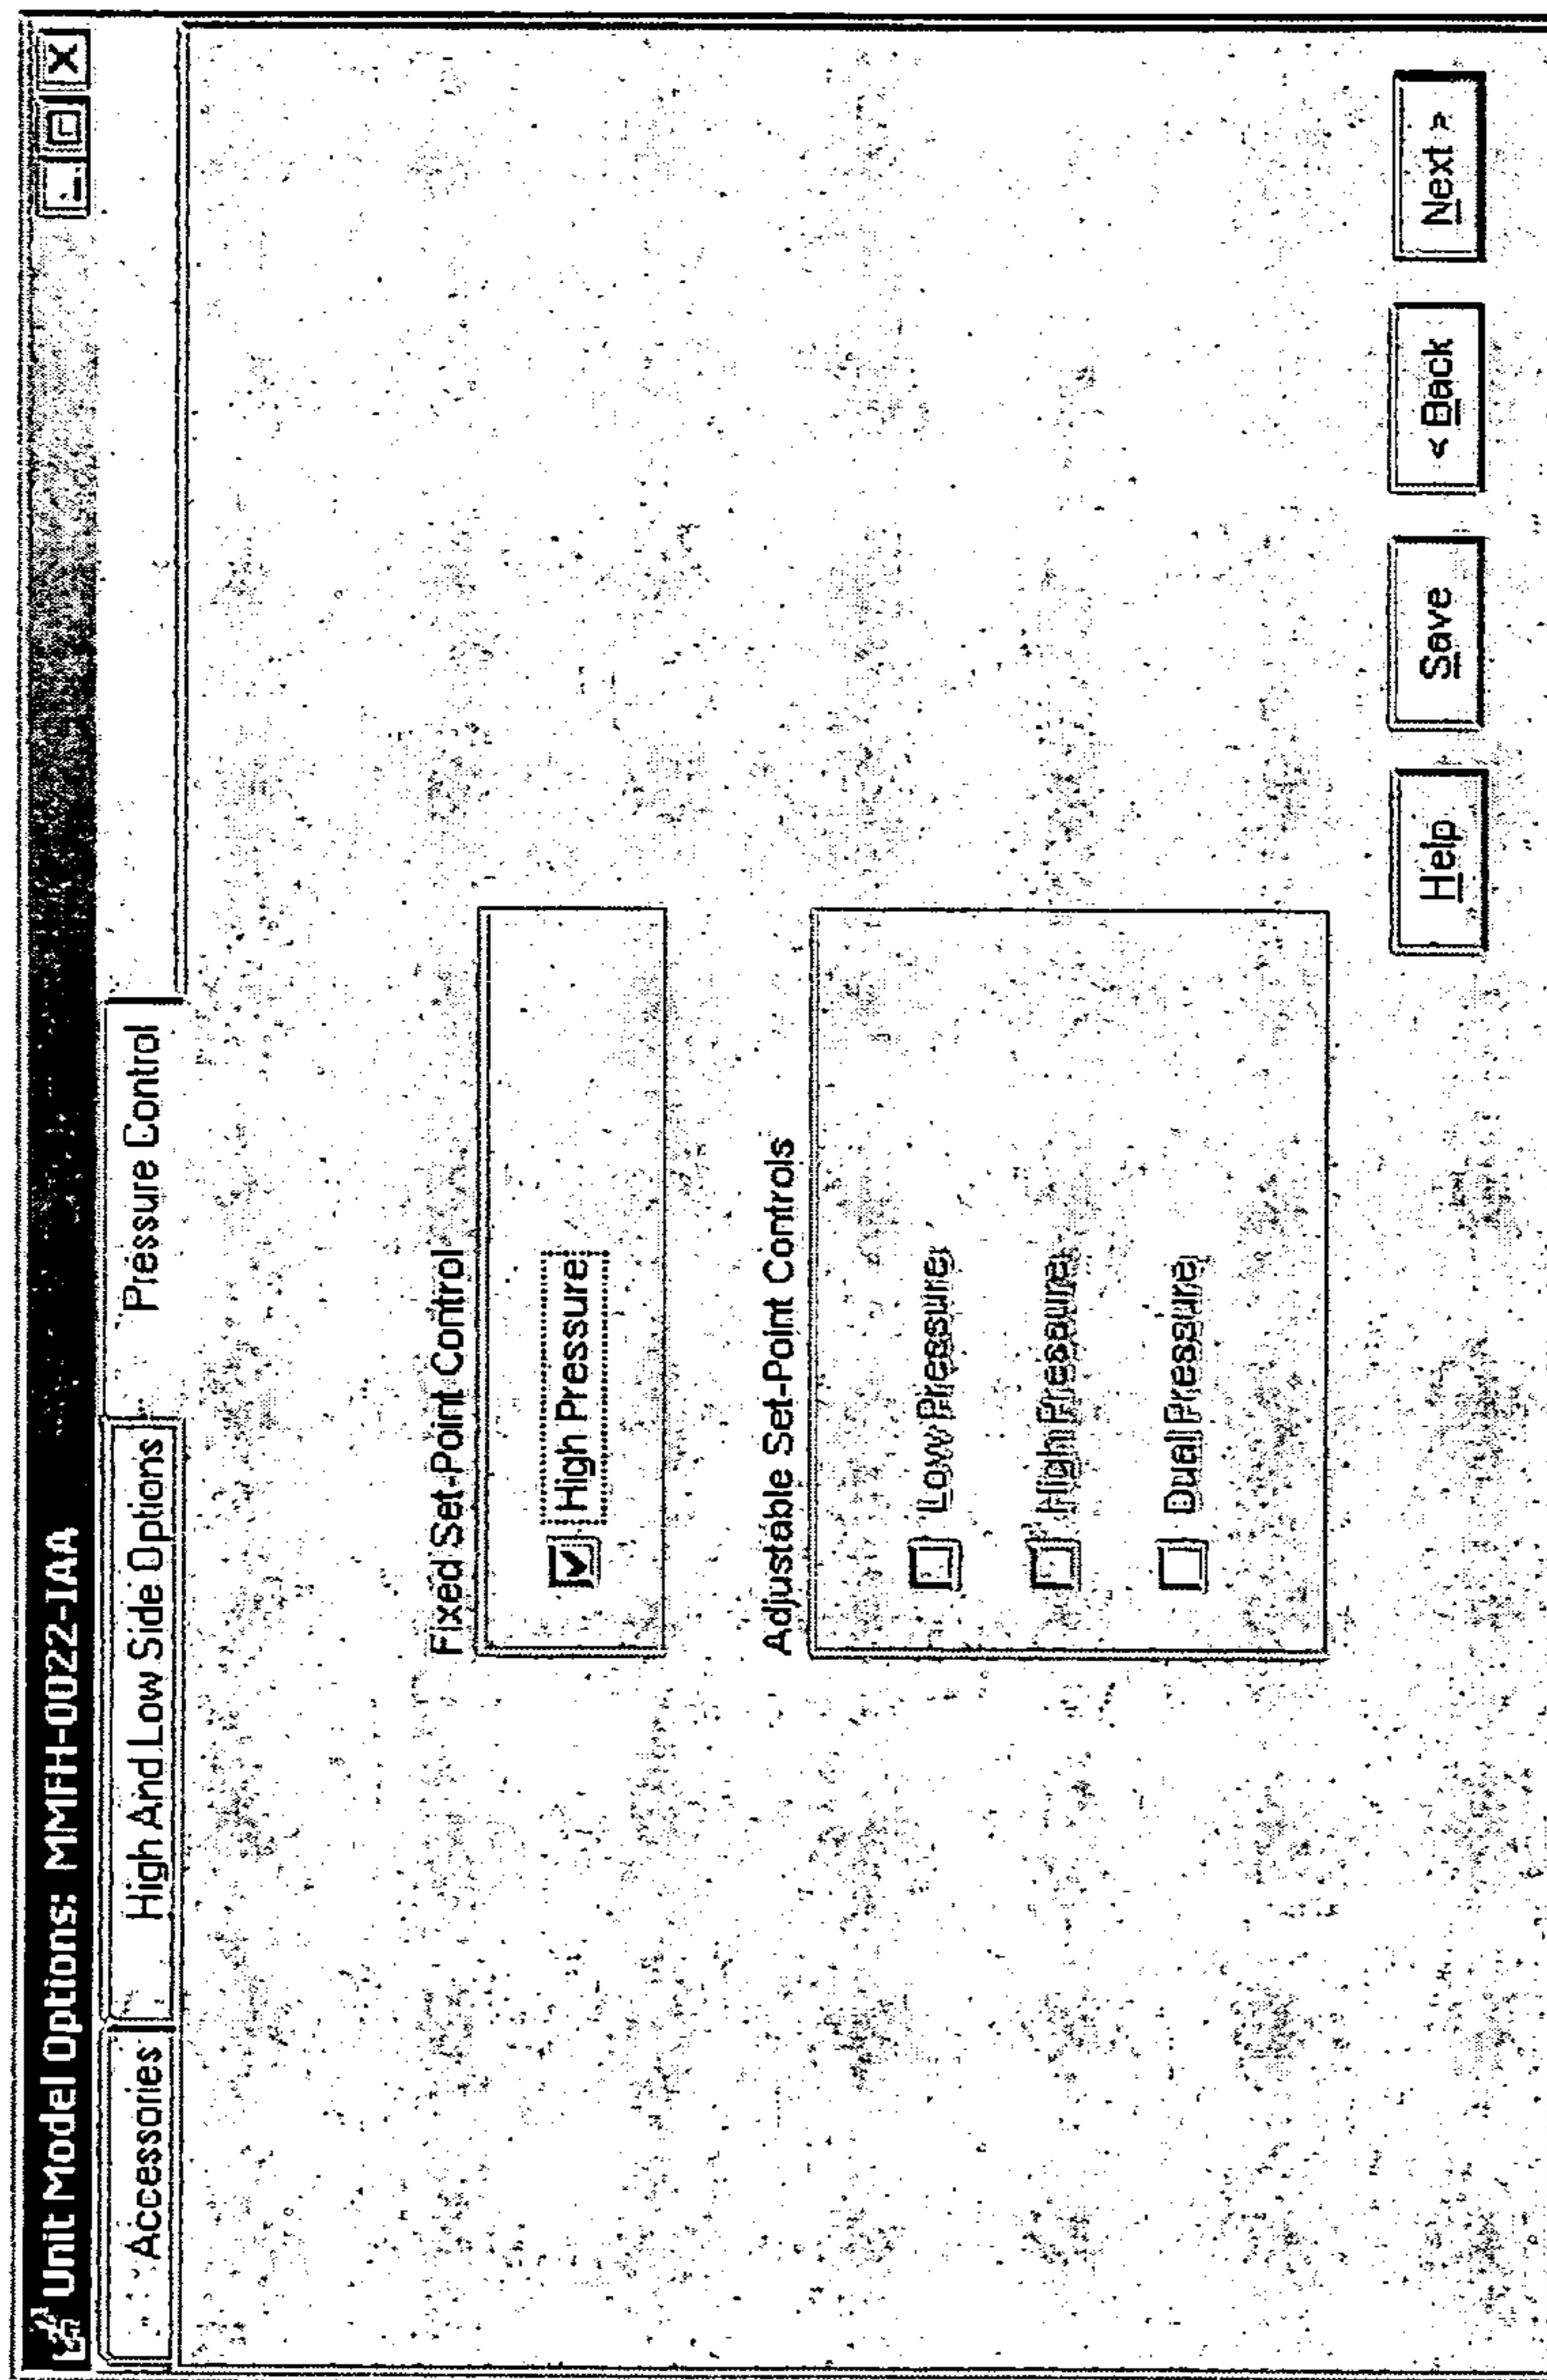 Unit Model Options: MMFH-0022-IAA
Accessories
High And Low Side Options
Pressure Control
Fixed Set-Point Control
High Pressure
Adjustable Set-Point Controls
Low Pressure
High Pressure
Dual Pressure
Help
Save
< Back
Next >